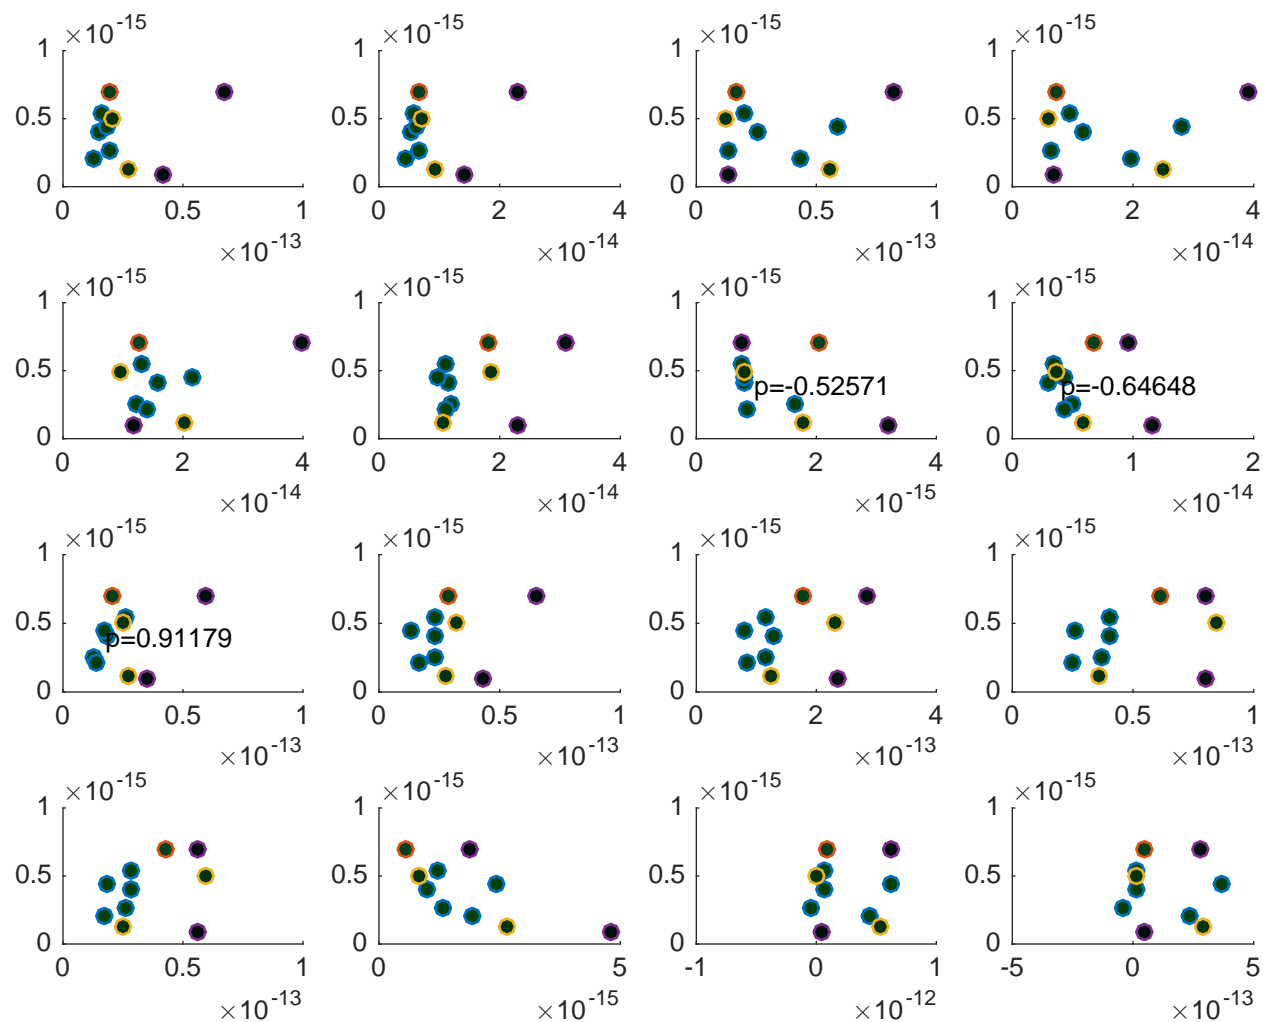 ×10-15 ×10-15 ×10-15 ×10-15
1 1 1 1
0.5 0.5 0.5 0.5
0 0 0 0
0 0.5 1 0 2 4 0 0.5 1 0 2 4
×10-13 ×10-14 ×10-13 ×10-14
×10-15 ×10-15 ×10-15 ×10-15
1 1 1 1
0.5 0.5 0.5 0.5
p=-0.52571 p=-0.64648
0 0 0 0
0 2 4 0 2 4 0 2 4 0 1 2
×10-14 ×10-14 ×10-15 ×10-14
×10-15 ×10-15 ×10-15 ×10-15
1 1 1 1
0.5 0.5 0.5 0.5
p=0.91179
0 0 0 0
0 0.5 1 0 0.5 1 0 2 4 0 0.5 1
×10-13 ×10-13 ×10-13 ×10-13
×10-15 ×10-15 ×10-15 ×10-15
1 1 1 1
0.5 0.5 0.5 0.5
0 0 0 0
0 0.5 1 0 5 -1 0 1 -5 0 5
×10-13 ×10-15 ×10-12 ×10-13